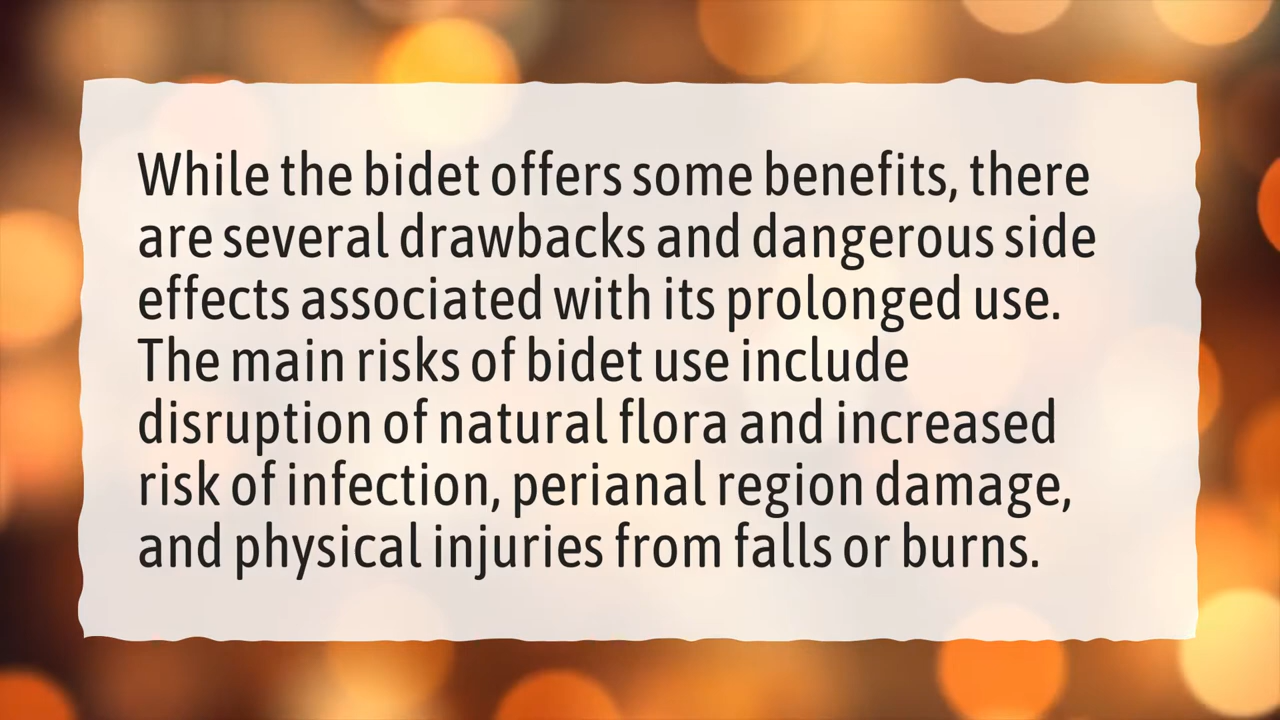 While the bidet offers some benefits, there
are several drawbacks and dangerous side
effects associated with its prolonged use.
The main risks of bidet use include
disruption of natural flora and increased
risk of infection, perianal region damage,
and physical injuries from falls or burns.